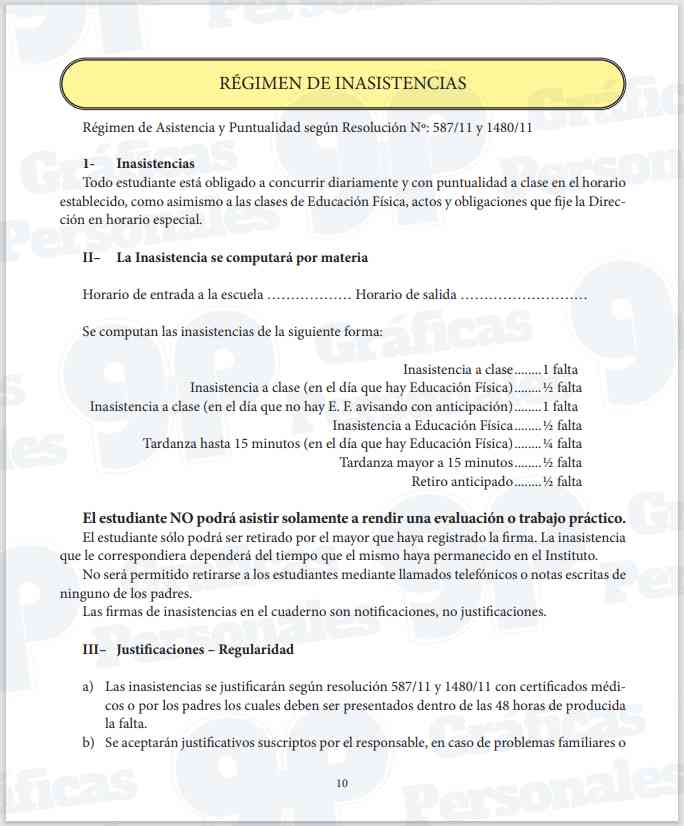 RÉGIMEN DE INASISTENCIAS
Régimen de Asistencia y Puntualidad según Resolución Nº: 587/11 y 1480/11
1- Inasistencias
Todo estudiante está obligado a concurrir diariamente y con puntualidad a clase en el horario
establecido, como asimismo a las clases de Educación Física, actos y obligaciones que fije la Direc-
ción en horario especial.
II– La Inasistencia se computará por materia
Horario de entrada a la escuela .................. Horario de salida ...........................
Se computan las inasistencias de la siguiente forma:
Inasistencia a clase........1 falta
Inasistencia a clase (en el día que hay Educación Física)........½ falta
Inasistencia a clase (en el día que no hay E. F. avisando con anticipación)........1 falta
Inasistencia a Educación Física........½ falta
Tardanza hasta 15 minutos (en el día que hay Educación Física)........¼ falta
Tardanza mayor a 15 minutos........½ falta
Retiro anticipado........½ falta
El estudiante NO podrá asistir solamente a rendir una evaluación o trabajo práctico.
El estudiante sólo podrá ser retirado por el mayor que haya registrado la firma. La inasistencia
que le correspondiera dependerá del tiempo que el mismo haya permanecido en el Instituto.
No será permitido retirarse a los estudiantes mediante llamados telefónicos o notas escritas de
ninguno de los padres.
Las firmas de inasistencias en el cuaderno son notificaciones, no justificaciones.
III– Justificaciones – Regularidad
a) Las inasistencias se justificarán según resolución 587/11 y 1480/11 con certificados médi-
cos o por los padres los cuales deben ser presentados dentro de las 48 horas de producida
la falta.
b) Se aceptarán justificativos suscriptos por el responsable, en caso de problemas familiares o
10
gp Gráficas Personales